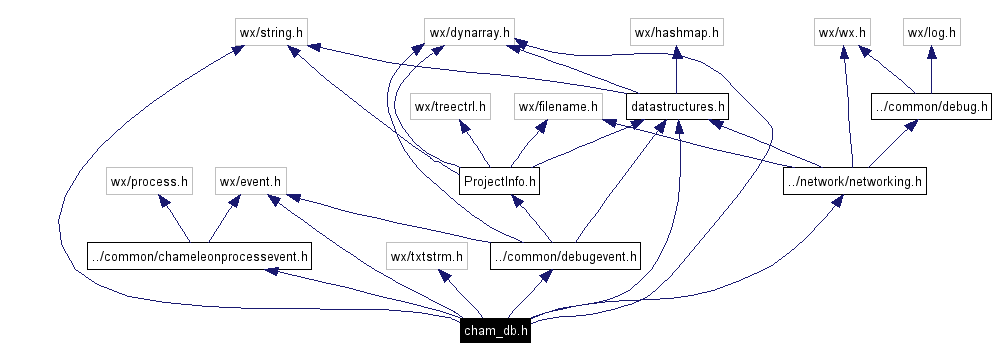 wx/string.h
wx/dynarray.h
wx/hashmap.h
wx/wx.h
wx/log.h
wx/treectrl.h
wx/filename.h
datastructures.h
../common/debug.h
wx/process.h
wx/event.h
ProjectInfo.h
../network/networking.h
../common/chameleonprocessevent.h
wx/txtstrm.h
../common/debugevent.h
cham_db.h